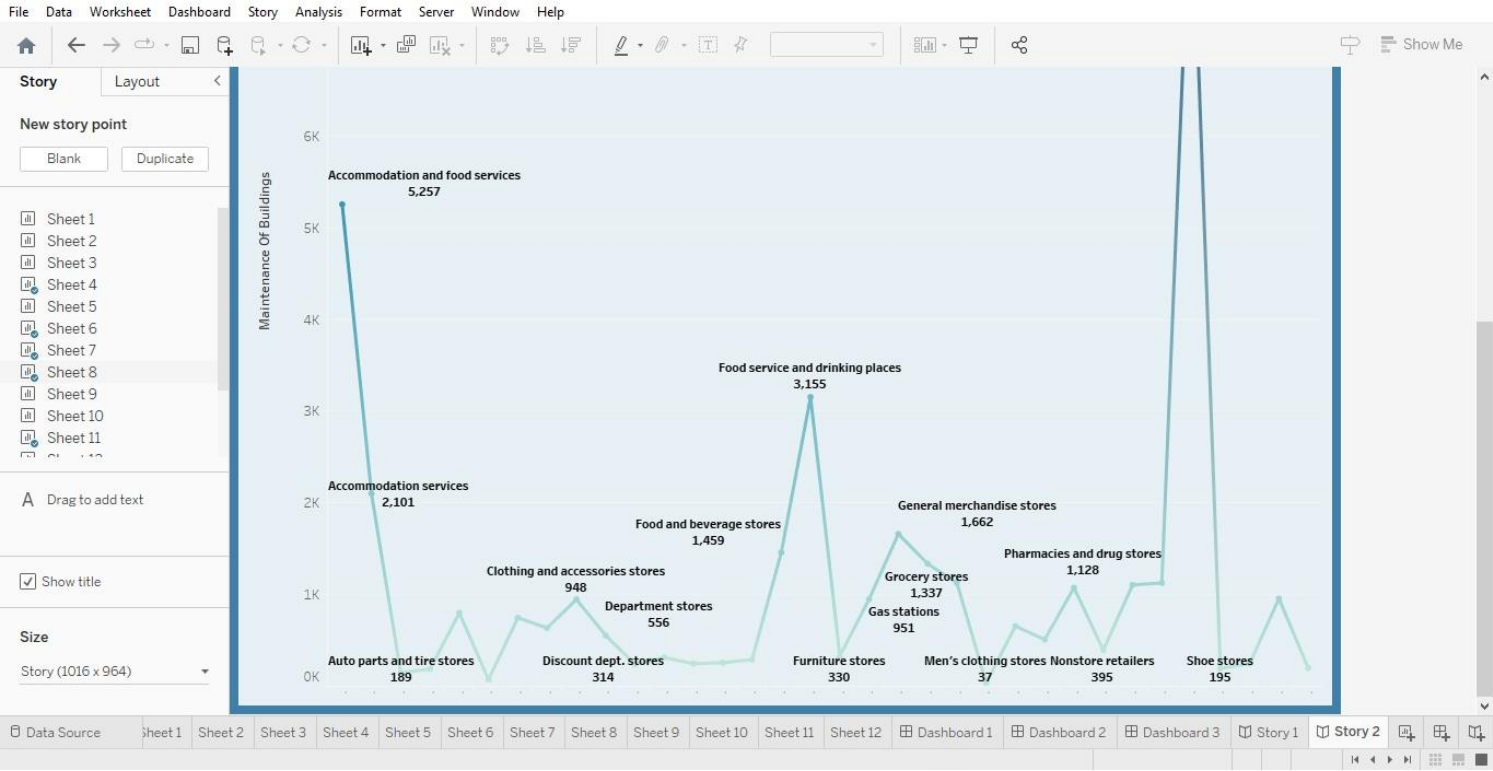 File Data Worksheet Dashboard Story Analysis Format Server Window Help
Show Me
Story Layout
New story point
Blank Duplicate
Sheet 1
Sheet 2
Sheet 3
Sheet 4
Sheet 5
Sheet 6
Sheet 7
Sheet 8
Sheet 9
Sheet 10
Sheet 11
A Drag to add text
Show title
Size
Story (1016 x 964)
Maintenance Of Buildings
6K
5K
4K
3K
2K
1K
0K
Accommodation and food services
5,257
Food service and drinking places
3,155
Accommodation services
2,101
General merchandise stores
1,662
Food and beverage stores
1,459
Pharmacies and drug stores
1,128
Clothing and accessories stores
948
Grocery stores
1,337
Department stores
556
Gas stations
951
Auto parts and tire stores
189
Discount dept. stores
314
Furniture stores
330
Men's clothing stores
37
Nonstore retailers
395
Shoe stores
195
Data Source Sheet 1 Sheet 2 Sheet 3 Sheet 4 Sheet 5 Sheet 6 Sheet 7 Sheet 8 Sheet 9 Sheet 10 Sheet 11 Sheet 12 Dashboard 1 Dashboard 2 Dashboard 3 Story 1 Story 2